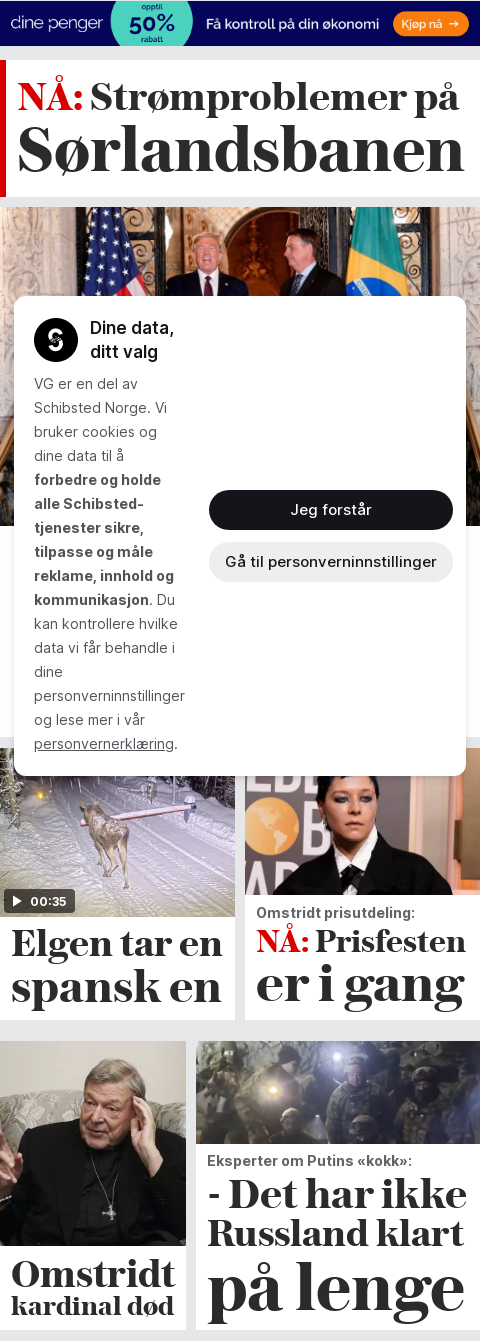 dine penger
opptil
50%
rabatt
Få kontroll på din økonomi
Kjøp nå →
NÅ: Strømproblemer på
Sørlandsbanen
Dine data,
ditt valg
VG er en del av
Schibsted Norge. Vi
bruker cookies og
dine data til å
forbedre og holde
alle Schibsted-
tjenester sikre,
tilpasse og måle
reklame, innhold og
kommunikasjon. Du
kan kontrollere hvilke
data vi får behandle i
dine
personverninnstillinger
og lese mer i vår
personvernerklæring.
Jeg forstår
Gå til personverninnstillinger
00:35
Elgen tar en
spansk en
Omstridt prisutdeling:
NÅ: Prisfesten
er i gang
Omstridt
kardinal død
Eksperter om Putins «kokk»:
- Det har ikke
Russland klart
på lenge